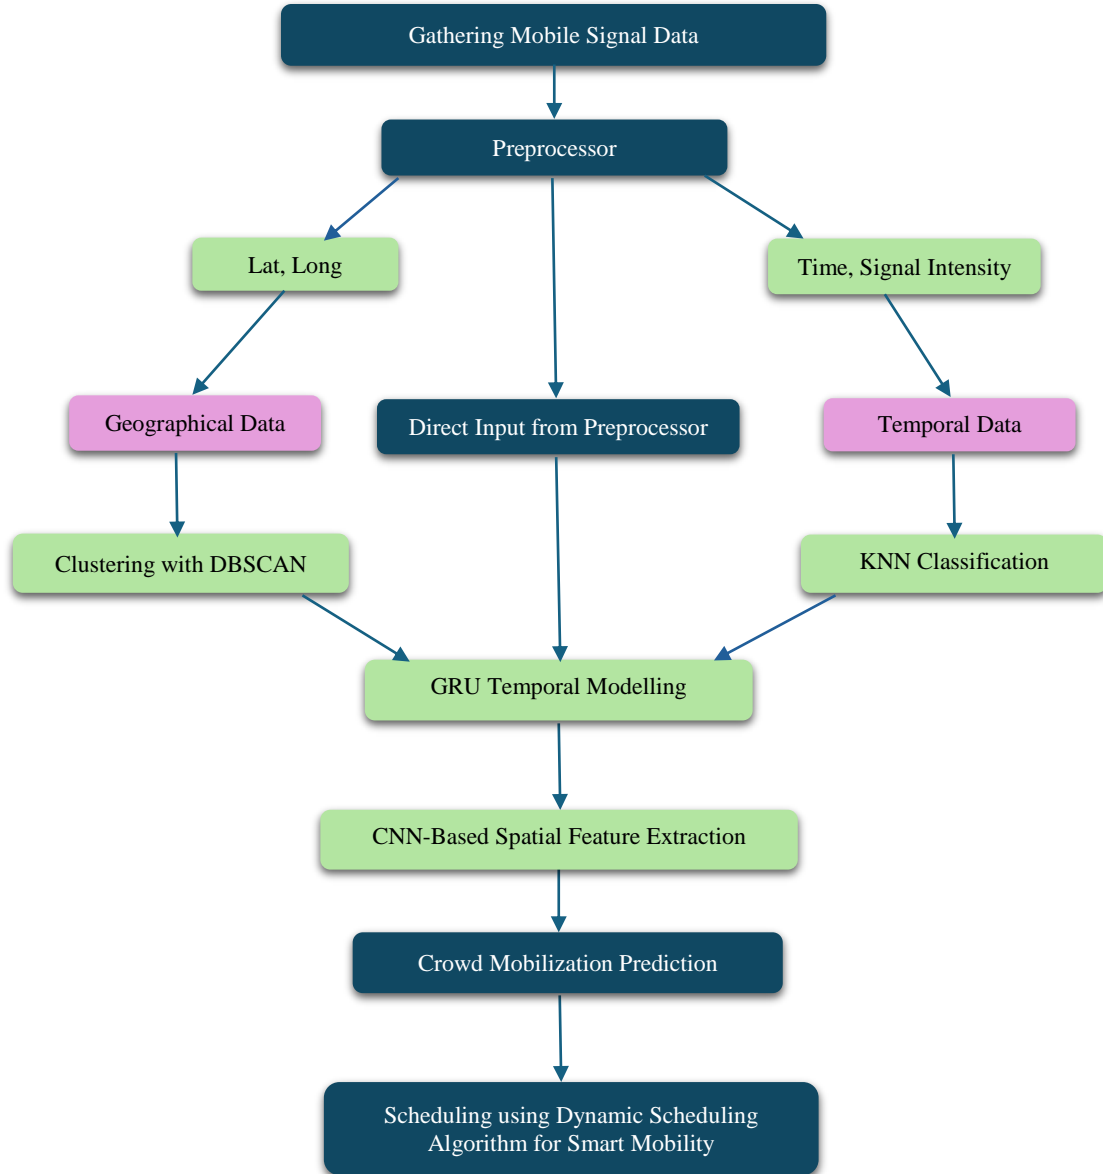 Gathering Mobile Signal Data
Preprocessor
Lat, Long
Time, Signal Intensity
Geographical Data
Direct Input from Preprocessor
Temporal Data
Clustering with DBSCAN
KNN Classification
GRU Temporal Modelling
CNN-Based Spatial Feature Extraction
Crowd Mobilization Prediction
Scheduling using Dynamic Scheduling
Algorithm for Smart Mobility